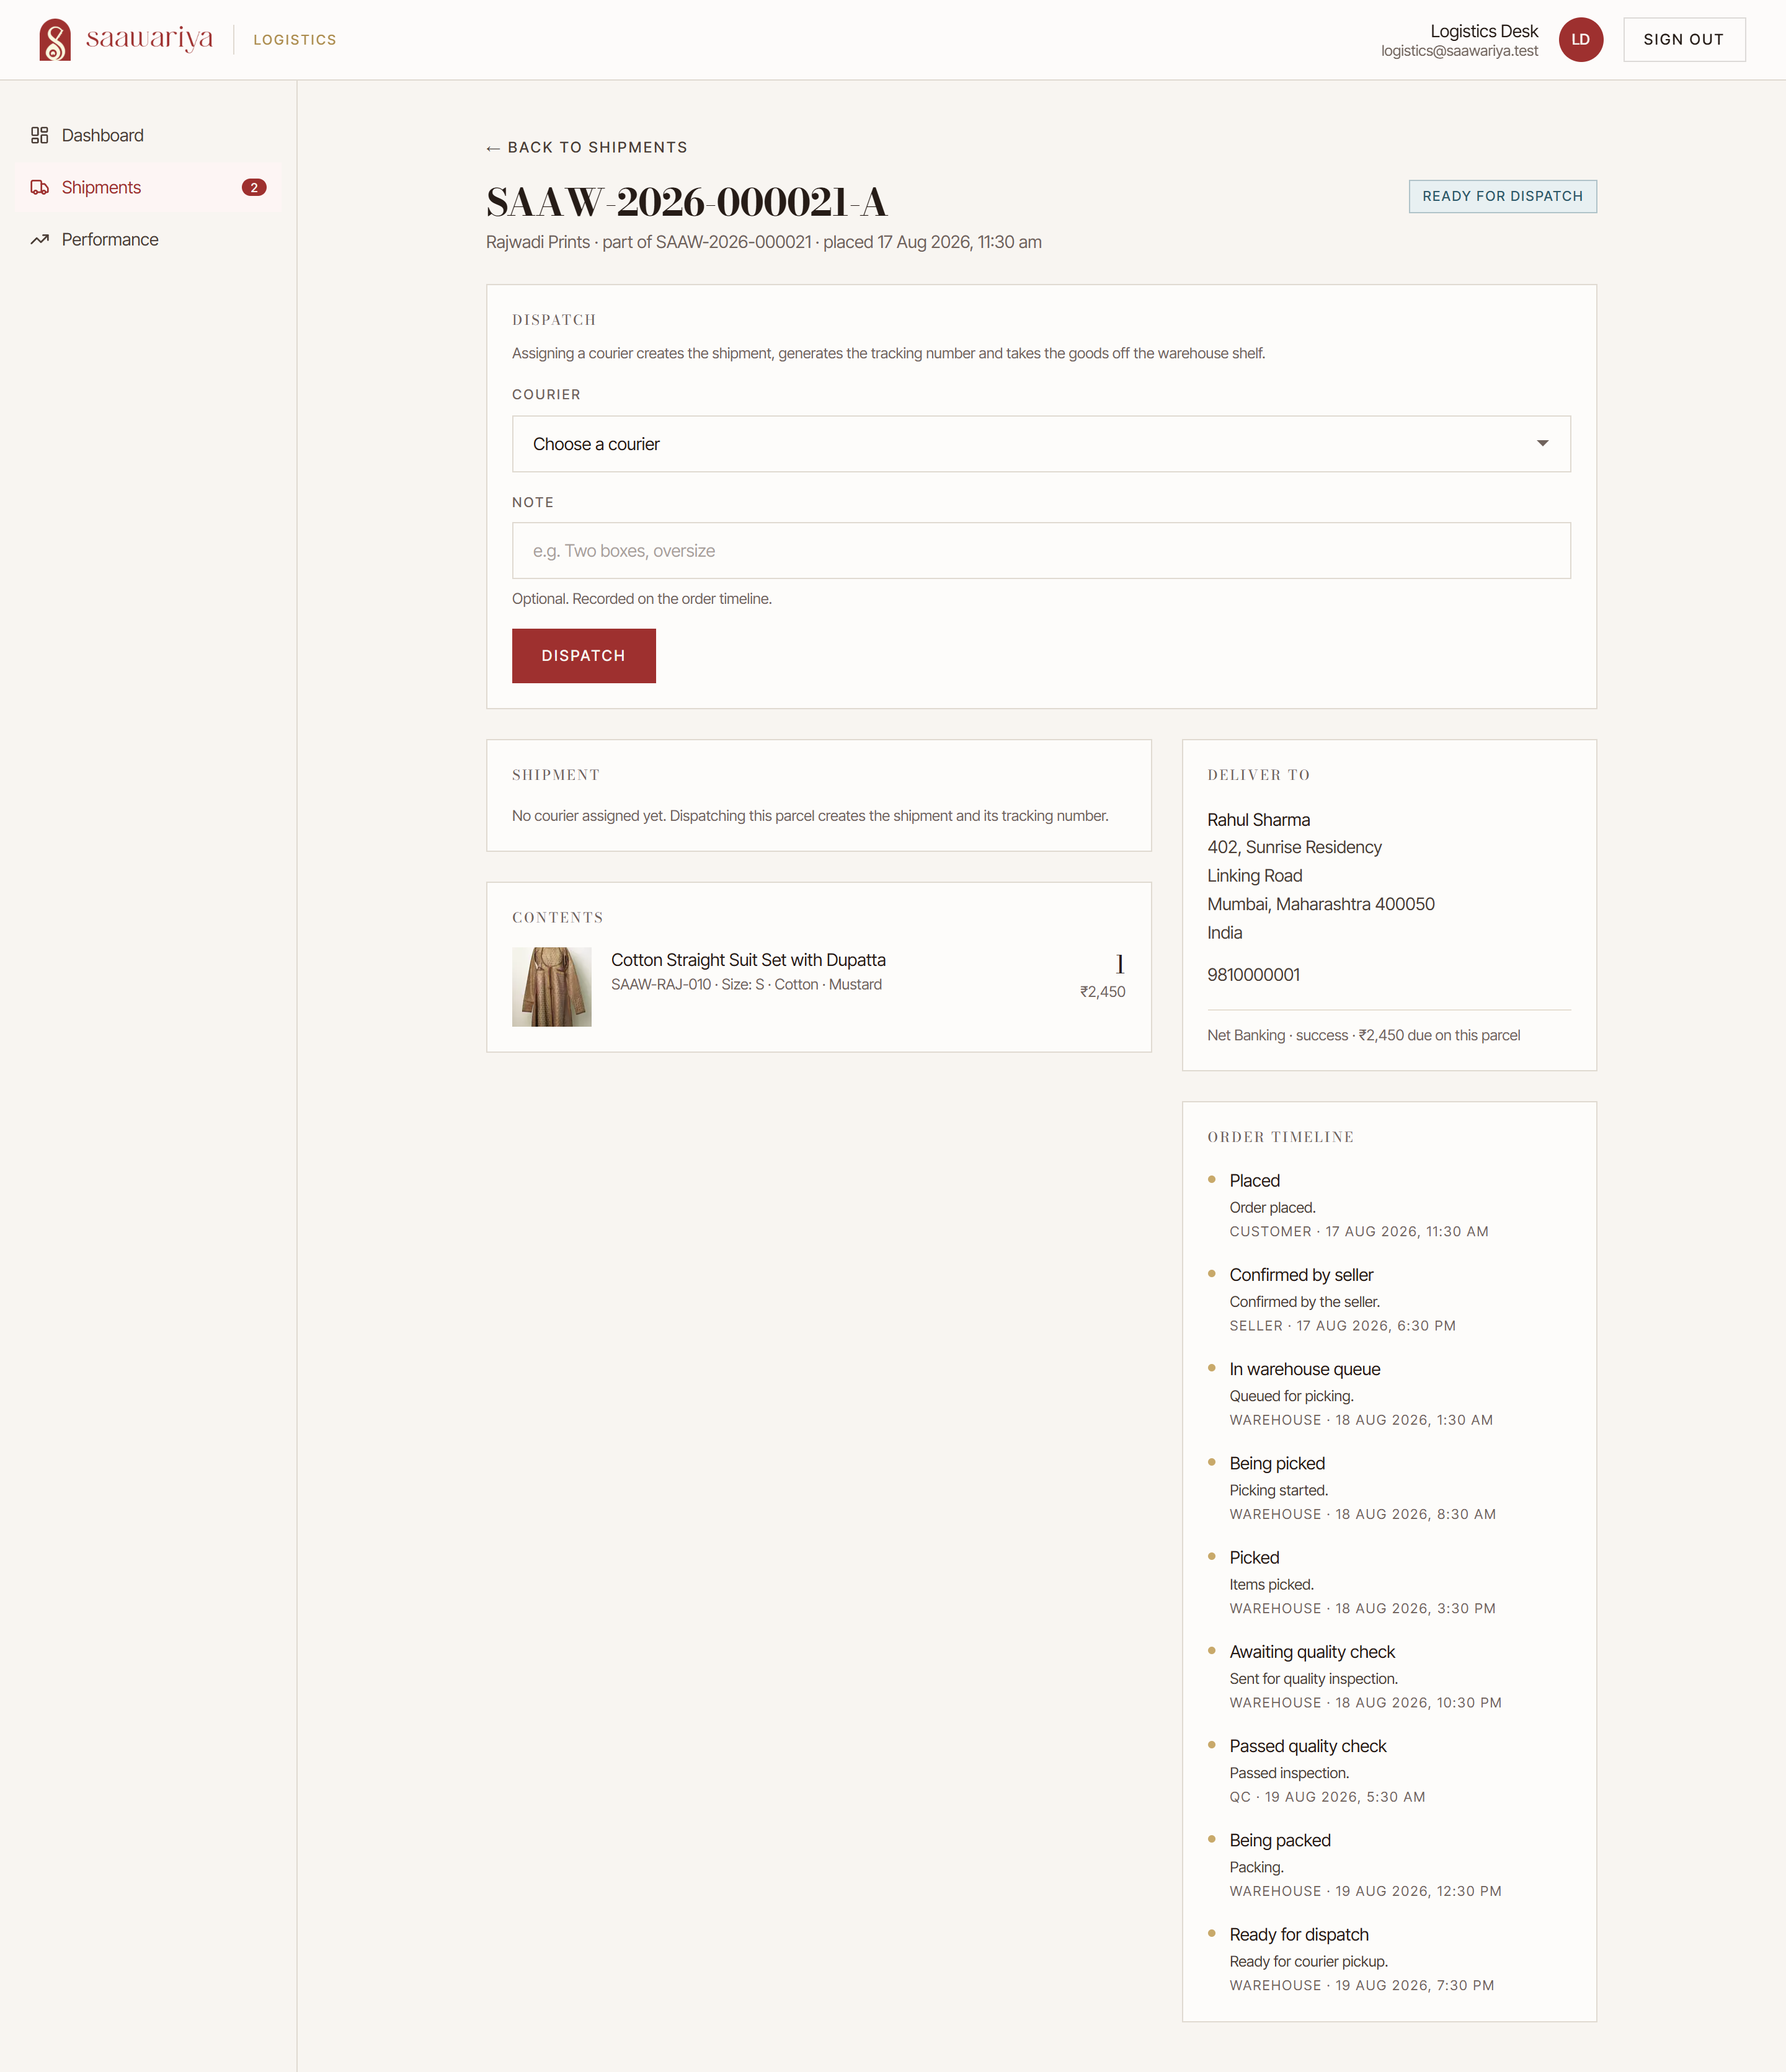 saawariya
LOGISTICS
Logistics Desk
logistics@saawariya.test
LD
SIGN OUT
Dashboard
Shipments 2
Performance
← BACK TO SHIPMENTS
SAAW-2026-000021-A
READY FOR DISPATCH
Rajwadi Prints · part of SAAW-2026-000021 · placed 17 Aug 2026, 11:30 am
DISPATCH
Assigning a courier creates the shipment, generates the tracking number and takes the goods off the warehouse shelf.
COURIER
Choose a courier
NOTE
e.g. Two boxes, oversize
Optional. Recorded on the order timeline.
DISPATCH
SHIPMENT
No courier assigned yet. Dispatching this parcel creates the shipment and its tracking number.
CONTENTS
Cotton Straight Suit Set with Dupatta
1
SAAW-RAJ-010 · Size: S · Cotton · Mustard
₹2,450
DELIVER TO
Rahul Sharma
402, Sunrise Residency
Linking Road
Mumbai, Maharashtra 400050
India
9810000001
Net Banking · success · ₹2,450 due on this parcel
ORDER TIMELINE
Placed
Order placed.
CUSTOMER · 17 AUG 2026, 11:30 AM
Confirmed by seller
Confirmed by the seller.
SELLER · 17 AUG 2026, 6:30 PM
In warehouse queue
Queued for picking.
WAREHOUSE · 18 AUG 2026, 1:30 AM
Being picked
Picking started.
WAREHOUSE · 18 AUG 2026, 8:30 AM
Picked
Items picked.
WAREHOUSE · 18 AUG 2026, 3:30 PM
Awaiting quality check
Sent for quality inspection.
WAREHOUSE · 18 AUG 2026, 10:30 PM
Passed quality check
Passed inspection.
QC · 19 AUG 2026, 5:30 AM
Being packed
Packing.
WAREHOUSE · 19 AUG 2026, 12:30 PM
Ready for dispatch
Ready for courier pickup.
WAREHOUSE · 19 AUG 2026, 7:30 PM